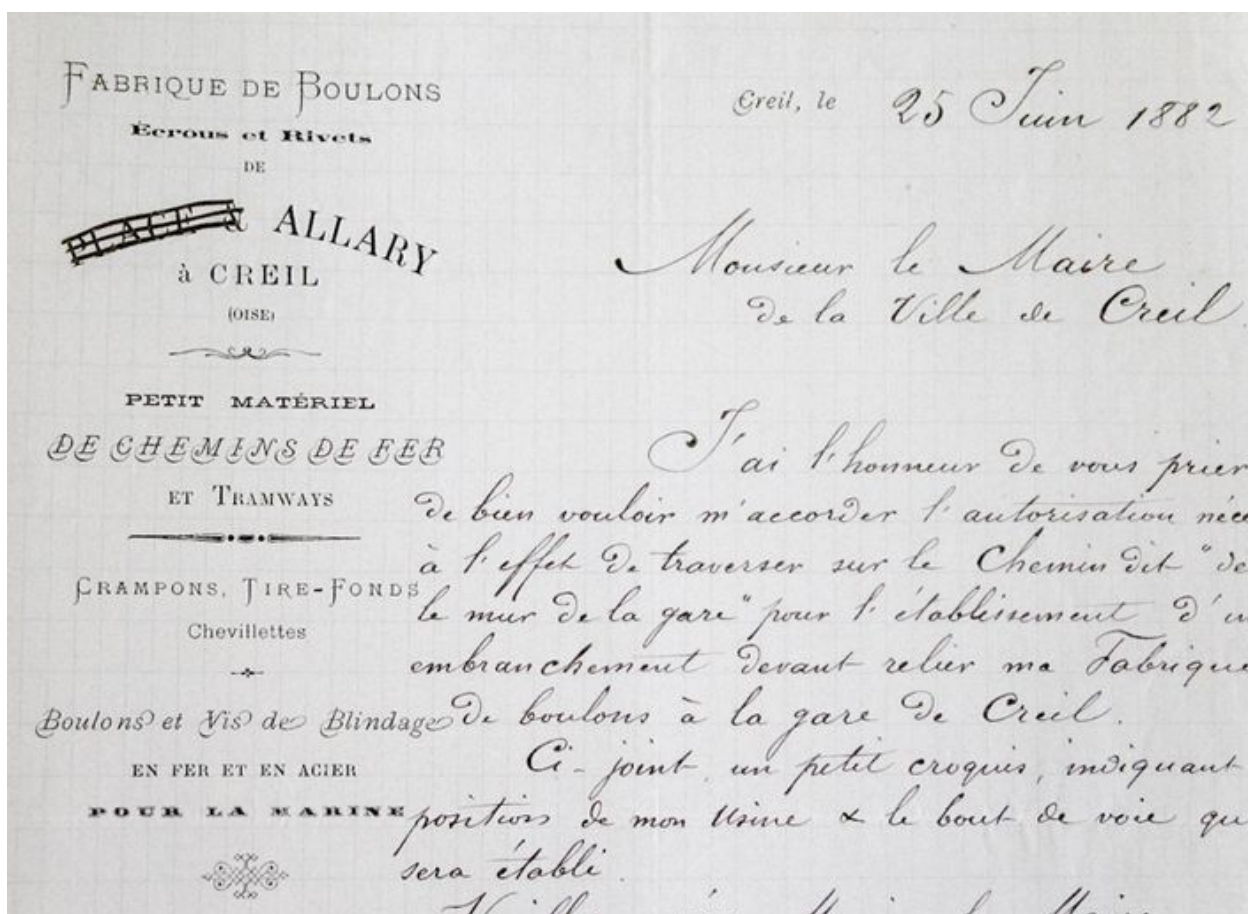 FABRIQUE DE BOULONS
Écrous et Rivets
DE
PLACE & ALLARY
à CREIL
(OISE)
PETIT MATÉRIEL
DE CHEMINS DE FER
ET TRAMWAYS
CRAMPONS, TIRE-FONDS
Chevillettes
Boulons et Vis de Blindage
EN FER ET EN ACIER
POUR LA MARINE
Creil, le 25 Juin 1882
Monsieur le Maire
de la Ville de Creil.
J'ai l'honneur de vous prier
de bien vouloir m'accorder l'autorisation néce
à l'effet de traverser sur le Chemin dit "de
le mur de la gare" pour l'établissement d'u
embranchement devant relier ma Fabrique
de boulons à la gare de Creil.
Ci-joint, un petit croquis, indiquant
position de mon Usine & le bout de voie qu
sera établi.
Maire